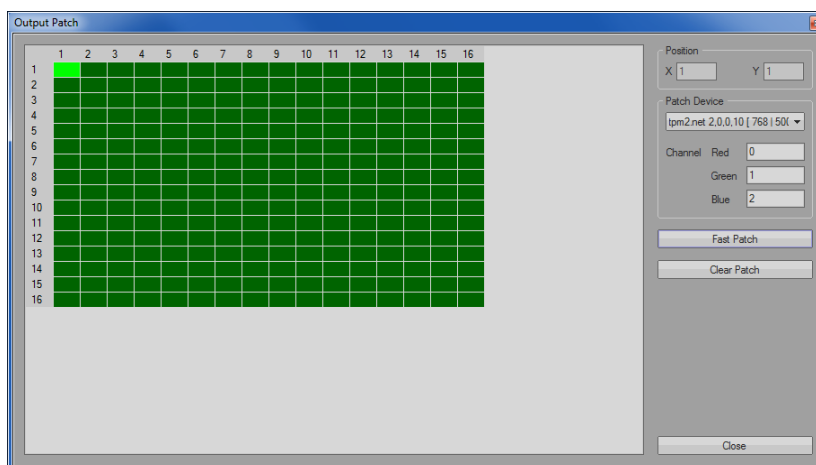 Output Patch
1 2 3 4 5 6 7 8 9 10 11 12 13 14 15 16
1
2
3
4
5
6
7
8
9
10
11
12
13
14
15
16
Position
X 1 Y 1
Patch Device
tpm2.net 2,0,0,10 [ 768 | 50
Channel Red 0
Green 1
Blue 2
Fast Patch
Clear Patch
Close